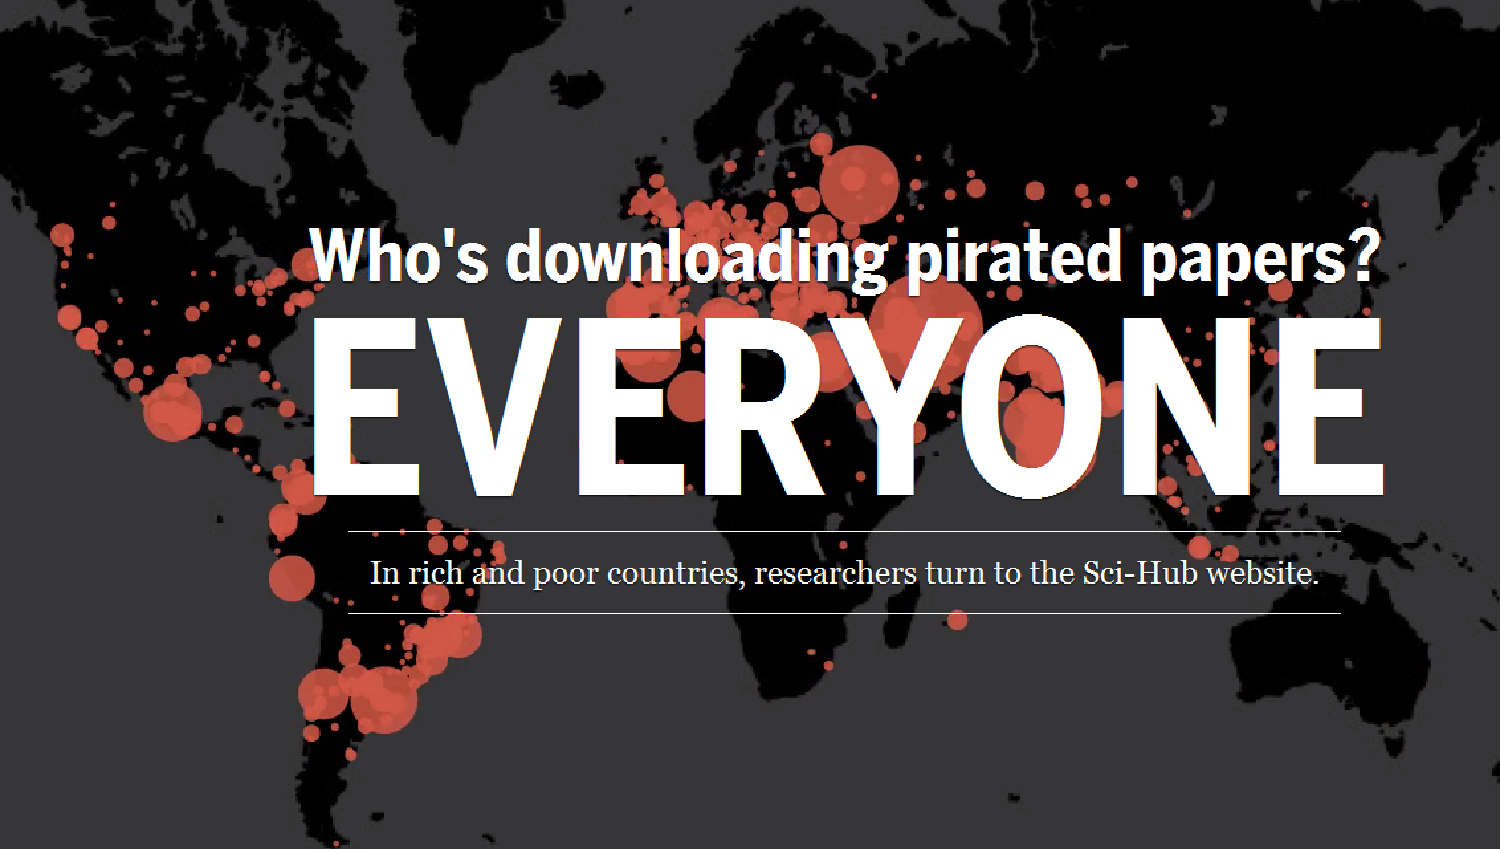 Who's downloading pirated papers?
EVERYONE
In rich and poor countries, researchers turn to the Sci-Hub website.